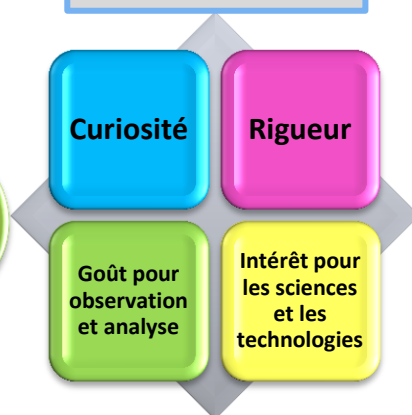 Curiosité
Rigueur
Goût pour
observation
et analyse
Intérêt pour
les sciences
et les
technologies